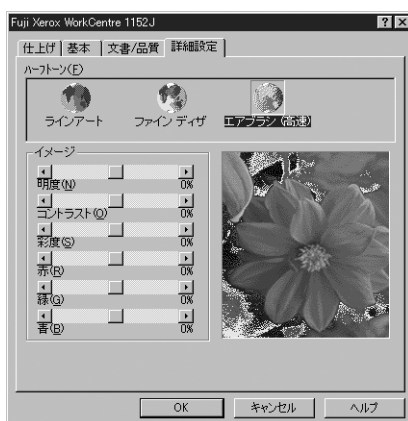 Fuji Xerox WorkCentre 1152J
仕上げ 基本 文書/品質 詳細設定
ハーフトーン(F)
ラインアート ファイン ディザ エアブラシ (高速)
イメージ
明度(N) 0%
コントラスト(O) 0%
彩度(S) 0%
赤(R) 0%
緑(G) 0%
青(B) 0%
OK キャンセル ヘルプ